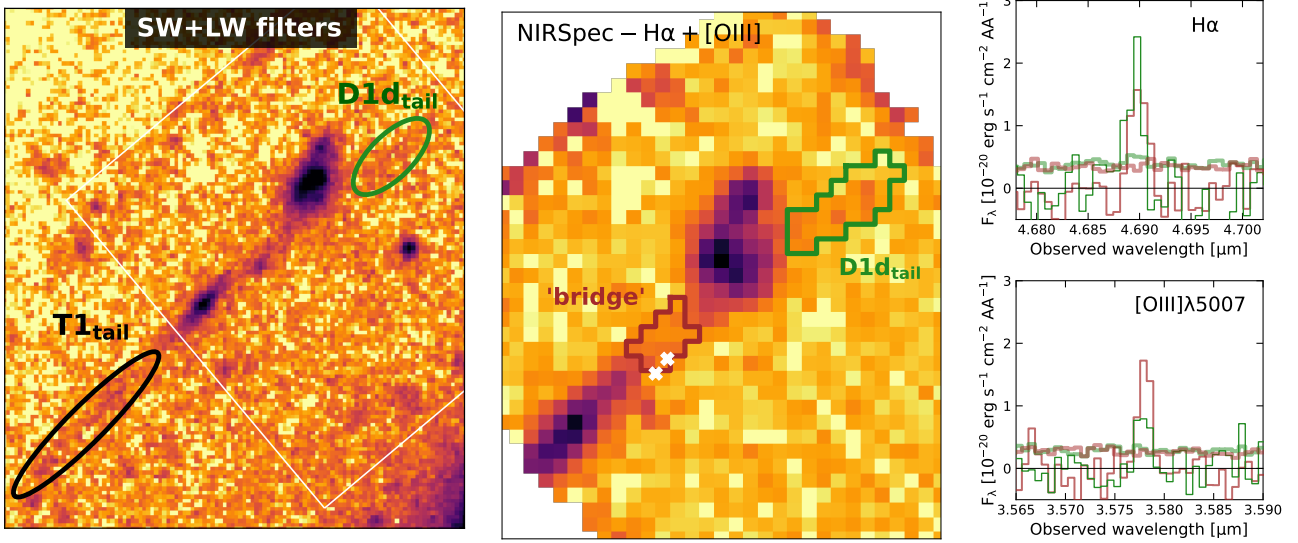 SW+LW filters
D1d_tail
T1_tail
NIRSpec − Hα + [OIII]
'bridge'
D1d_tail
Hα
3
2
1
0
F_λ [10⁻²⁰ erg s⁻¹ cm⁻² AA⁻¹]
4.680 4.685 4.690 4.695 4.700
Observed wavelength [μm]
[OIII]λ5007
3
2
1
0
F_λ [10⁻²⁰ erg s⁻¹ cm⁻² AA⁻¹]
3.565 3.570 3.575 3.580 3.585 3.590
Observed wavelength [μm]